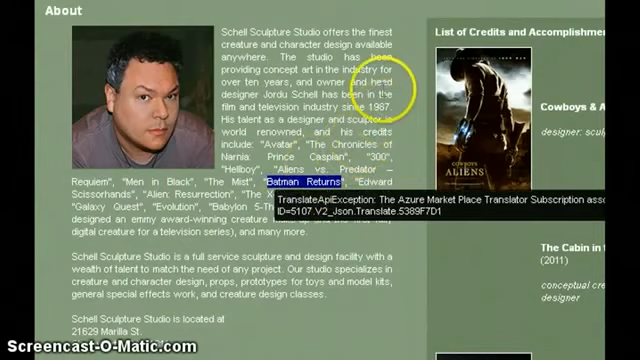 About
Schell Sculpture Studio offers the finest
creature and character design available
anywhere. The studio has been
providing concept art in the industry for
over ten years, and owner and head
designer Jordu Schell has been in the
film and television industry since 1987.
His talent as a designer and sculptor is
world renowned, and his credits
include: "Avatar", "The Chronicles of
Narnia: Prince Caspian", "300",
"Hellboy", "Aliens vs. Predator –
Requiem", "Men in Black", "The Mist", "Batman Returns", "Edward
Scissorhands", "Alien: Resurrection", "The
"Galaxy Quest", "Evolution", "Babylon 5-
designed an emmy award-winning creature
digital creature for a television series), and many more.
Schell Sculpture Studio is a full service sculpture and design facility with a
wealth of talent to match the need of any project. Our studio specializes in
creature and character design, props, prototypes for toys and model kits,
general special effects work, and creature design classes.
Schell Sculpture Studio is located at
21629 Marilla St.
TranslateApiException: The Azure Market Place Translator Subscription asso
ID=5107.V2_Json.Translate.5389F7D1
List of Credits and Accomplishmen
COWBOYS
& ALIENS
Cowboys & A
designer: sculp
The Cabin in
(2011)
conceptual cre
designer
Screencast-O-Matic.com